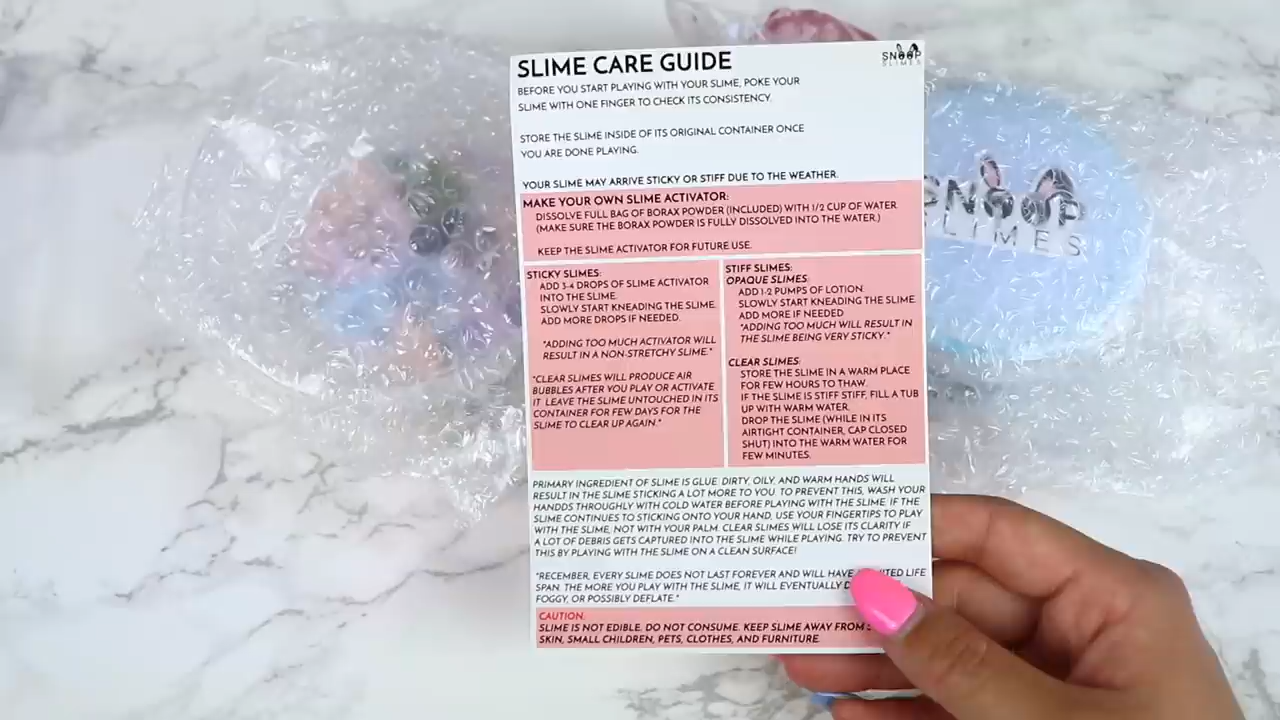 SLIME CARE GUIDE
SNOOP
SLIMES
BEFORE YOU START PLAYING WITH YOUR SLIME, POKE YOUR
SLIME WITH ONE FINGER TO CHECK ITS CONSISTENCY.
STORE THE SLIME INSIDE OF ITS ORIGINAL CONTAINER ONCE
YOU ARE DONE PLAYING.
YOUR SLIME MAY ARRIVE STICKY OR STIFF DUE TO THE WEATHER.
MAKE YOUR OWN SLIME ACTIVATOR:
DISSOLVE FULL BAG OF BORAX POWDER (INCLUDED) WITH 1/2 CUP OF WATER
(MAKE SURE THE BORAX POWDER IS FULLY DISSOLVED INTO THE WATER.)
KEEP THE SLIME ACTIVATOR FOR FUTURE USE.
STICKY SLIMES:
ADD 3-4 DROPS OF SLIME ACTIVATOR
INTO THE SLIME.
SLOWLY START KNEADING THE SLIME.
ADD MORE DROPS IF NEEDED.
"ADDING TOO MUCH ACTIVATOR WILL
RESULT IN A NON-STRETCHY SLIME."
"CLEAR SLIMES WILL PRODUCE AIR
BUBBLES AFTER YOU PLAY OR ACTIVATE
IT. LEAVE THE SLIME UNTOUCHED IN ITS
CONTAINER FOR FEW DAYS FOR THE
SLIME TO CLEAR UP AGAIN."
STIFF SLIMES:
OPAQUE SLIMES:
ADD 1-2 PUMPS OF LOTION.
SLOWLY START KNEADING THE SLIME.
ADD MORE IF NEEDED
"ADDING TOO MUCH WILL RESULT IN
THE SLIME BEING VERY STICKY."
CLEAR SLIMES:
STORE THE SLIME IN A WARM PLACE
FOR FEW HOURS TO THAW.
IF THE SLIME IS STIFF STIFF, FILL A TUB
UP WITH WARM WATER.
DROP THE SLIME (WHILE IN ITS
AIRTIGHT CONTAINER, CAP CLOSED
SHUT) INTO THE WARM WATER FOR
FEW MINUTES.
PRIMARY INGREDIENT OF SLIME IS GLUE. DIRTY, OILY, AND WARM HANDS WILL
RESULT IN THE SLIME STICKING A LOT MORE TO YOU. TO PREVENT THIS, WASH YOUR
HANDDS THROUGHLY WITH COLD WATER BEFORE PLAYING WITH THE SLIME. IF THE
SLIME CONTINUES TO STICKING ONTO YOUR HAND, USE YOUR FINGERTIPS TO PLAY
WITH THE SLIME, NOT WITH YOUR PALM. CLEAR SLIMES WILL LOSE ITS CLARITY IF
A LOT OF DEBRIS GETS CAPTURED INTO THE SLIME WHILE PLAYING. TRY TO PREVENT
THIS BY PLAYING WITH THE SLIME ON A CLEAN SURFACE!
"RECEMBER, EVERY SLIME DOES NOT LAST FOREVER AND WILL HAVE LIFE
SPAN. THE MORE YOU PLAY WITH THE SLIME, IT WILL EVENTUALLY
FOGGY, OR POSSIBLY DEFLATE."
CAUTION:
SLIME IS NOT EDIBLE. DO NOT CONSUME. KEEP SLIME AWAY FROM
SKIN, SMALL CHILDREN, PETS, CLOTHES, AND FURNITURE.
SNOOP
SLIMES